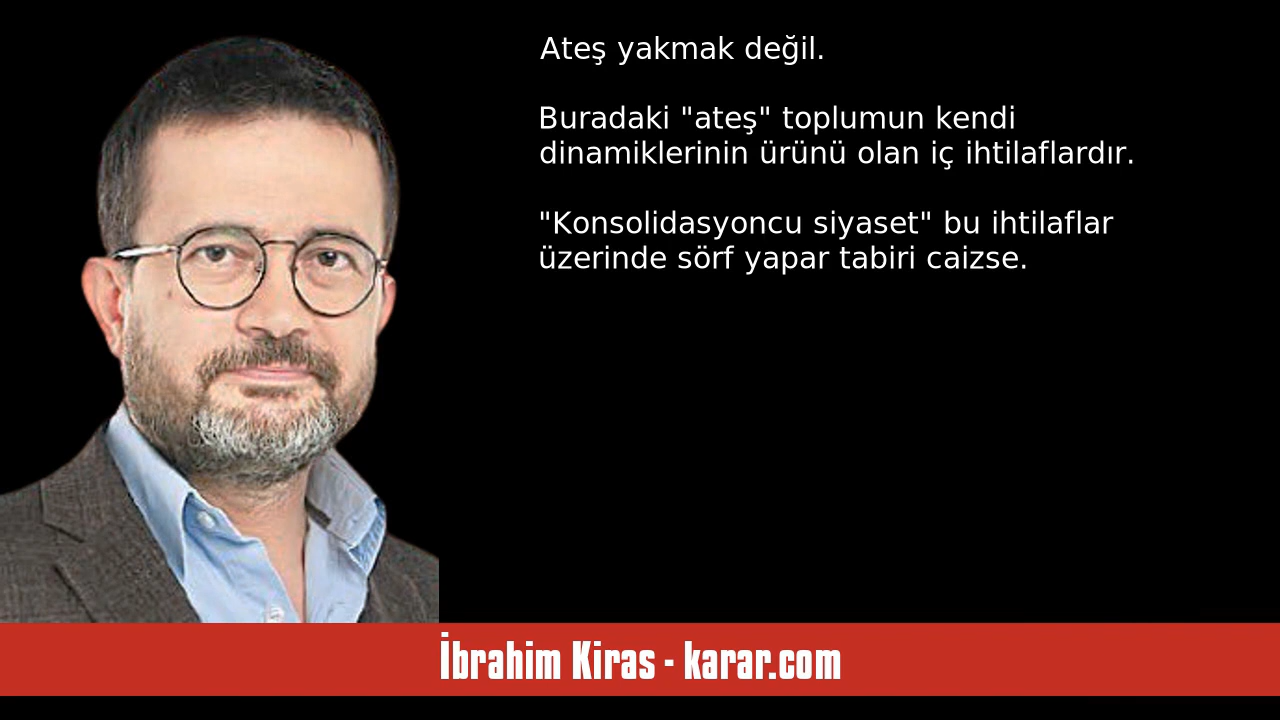 Ateş yakmak değil.
Buradaki "ateş" toplumun kendi
dinamiklerinin ürünü olan iç ihtilaflardır.
"Konsolidasyoncu siyaset" bu ihtilaflar
üzerinde sörf yapar tabiri caizse.
İbrahim Kiras - karar.com